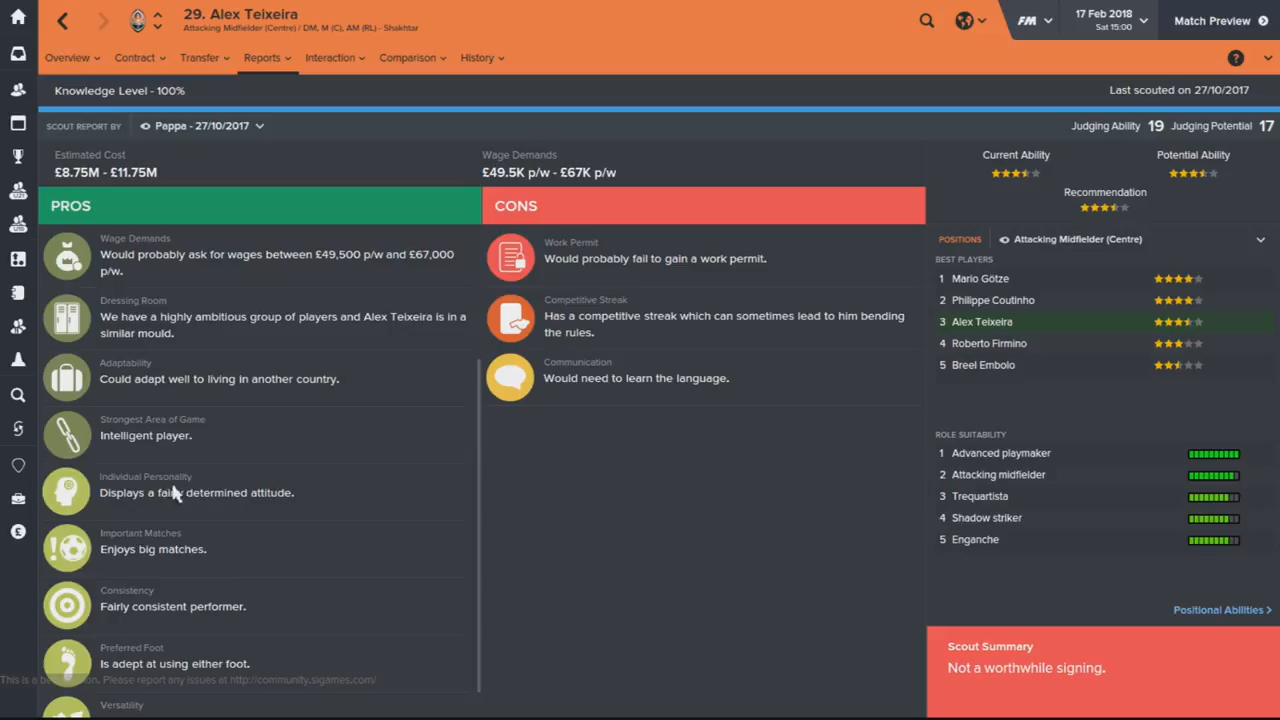 29. Alex Teixeira
Attacking Midfielder (Centre) / DM, M (C), AM (RL) - Shakhtar
FM
17 Feb 2018
Sat 15:00
Match Preview
Overview
Contract
Transfer
Reports
Interaction
Comparison
History
?
Knowledge Level - 100%
Last scouted on 27/10/2017
SCOUT REPORT BY
Pappa - 27/10/2017
Judging Ability 19 Judging Potential 17
Estimated Cost
£8.75M - £11.75M
Wage Demands
£49.5K p/w - £67K p/w
Current Ability
Potential Ability
Recommendation
PROS
CONS
Wage Demands
Would probably ask for wages between £49,500 p/w and £67,000
p/w.
Dressing Room
We have a highly ambitious group of players and Alex Teixeira is in a
similar mould.
Adaptability
Could adapt well to living in another country.
Strongest Area of Game
Intelligent player.
Individual Personality
Displays a fairly determined attitude.
Important Matches
Enjoys big matches.
Consistency
Fairly consistent performer.
Preferred Foot
Is adept at using either foot.
Versatility
Work Permit
Would probably fail to gain a work permit.
Competitive Streak
Has a competitive streak which can sometimes lead to him bending
the rules.
Communication
Would need to learn the language.
POSITIONS
Attacking Midfielder (Centre)
BEST PLAYERS
1 Mario Götze
2 Philippe Coutinho
3 Alex Teixeira
4 Roberto Firmino
5 Breel Embolo
ROLE SUITABILITY
1 Advanced playmaker
2 Attacking midfielder
3 Trequartista
4 Shadow striker
5 Enganche
Positional Abilities >
Scout Summary
Not a worthwhile signing.
Please report any issues at http://community.sigames.com/